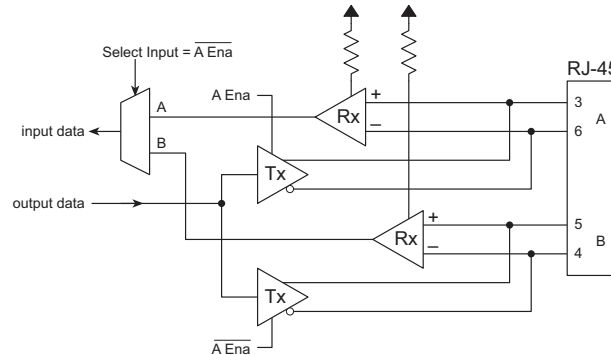 Select Input = A Ena
RJ-45
A Ena
A
+
Rx
–
3
A
6
input data
B
Tx
output data
+
Rx
–
5
B
4
Tx
A Ena